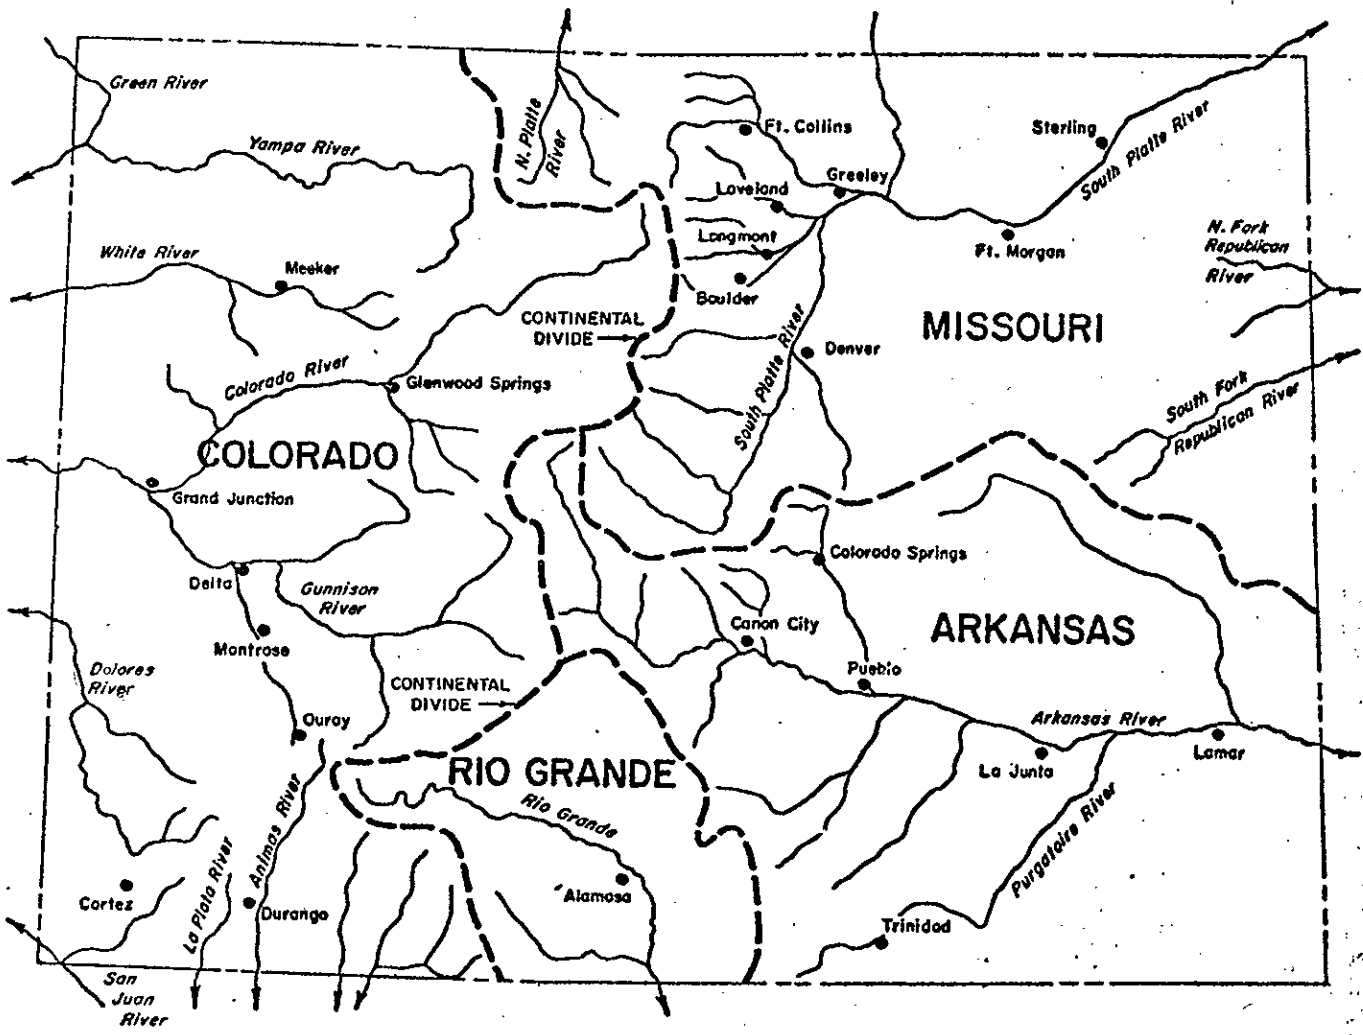 Green River
Yampa River
N. Platte
River
Ft. Collins
Sterling
South Platte River
Greeley
Loveland
Longmont
Ft. Morgan
N. Fork
Republican
River
White River
Meeker
Boulder
CONTINENTAL
DIVIDE
MISSOURI
South Platte River
Denver
Colorado River
Glenwood Springs
South Fork
Republican River
COLORADO
Grand Junction
Colorado Springs
Delta
Gunnison
River
Canon City
ARKANSAS
Montrose
Dolores
River
CONTINENTAL
DIVIDE
Pueblo
Ouray
Arkansas River
Lamar
La Junta
RIO GRANDE
Rio Grande
Animas River
La Plata River
Purgatoire River
Cortez
Durango
Alamosa
Trinidad
San
Juan
River